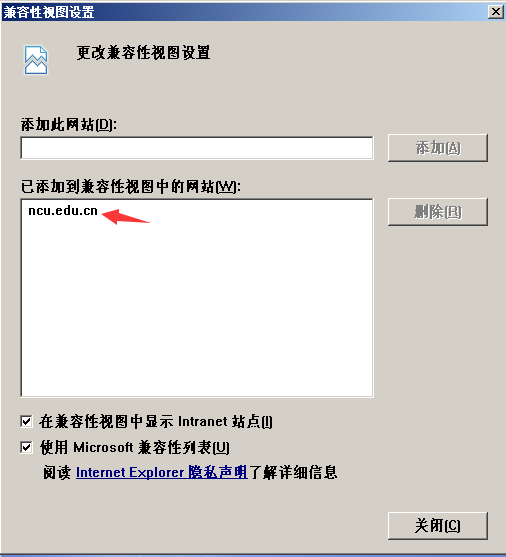 兼容性视图设置
更改兼容性视图设置
添加此网站(D):
添加(A)
已添加到兼容性视图中的网站(W):
ncu.edu.cn
删除(R)
在兼容性视图中显示 Intranet 站点(I)
使用 Microsoft 兼容性列表(U)
阅读 Internet Explorer 隐私声明了解详细信息
关闭(C)